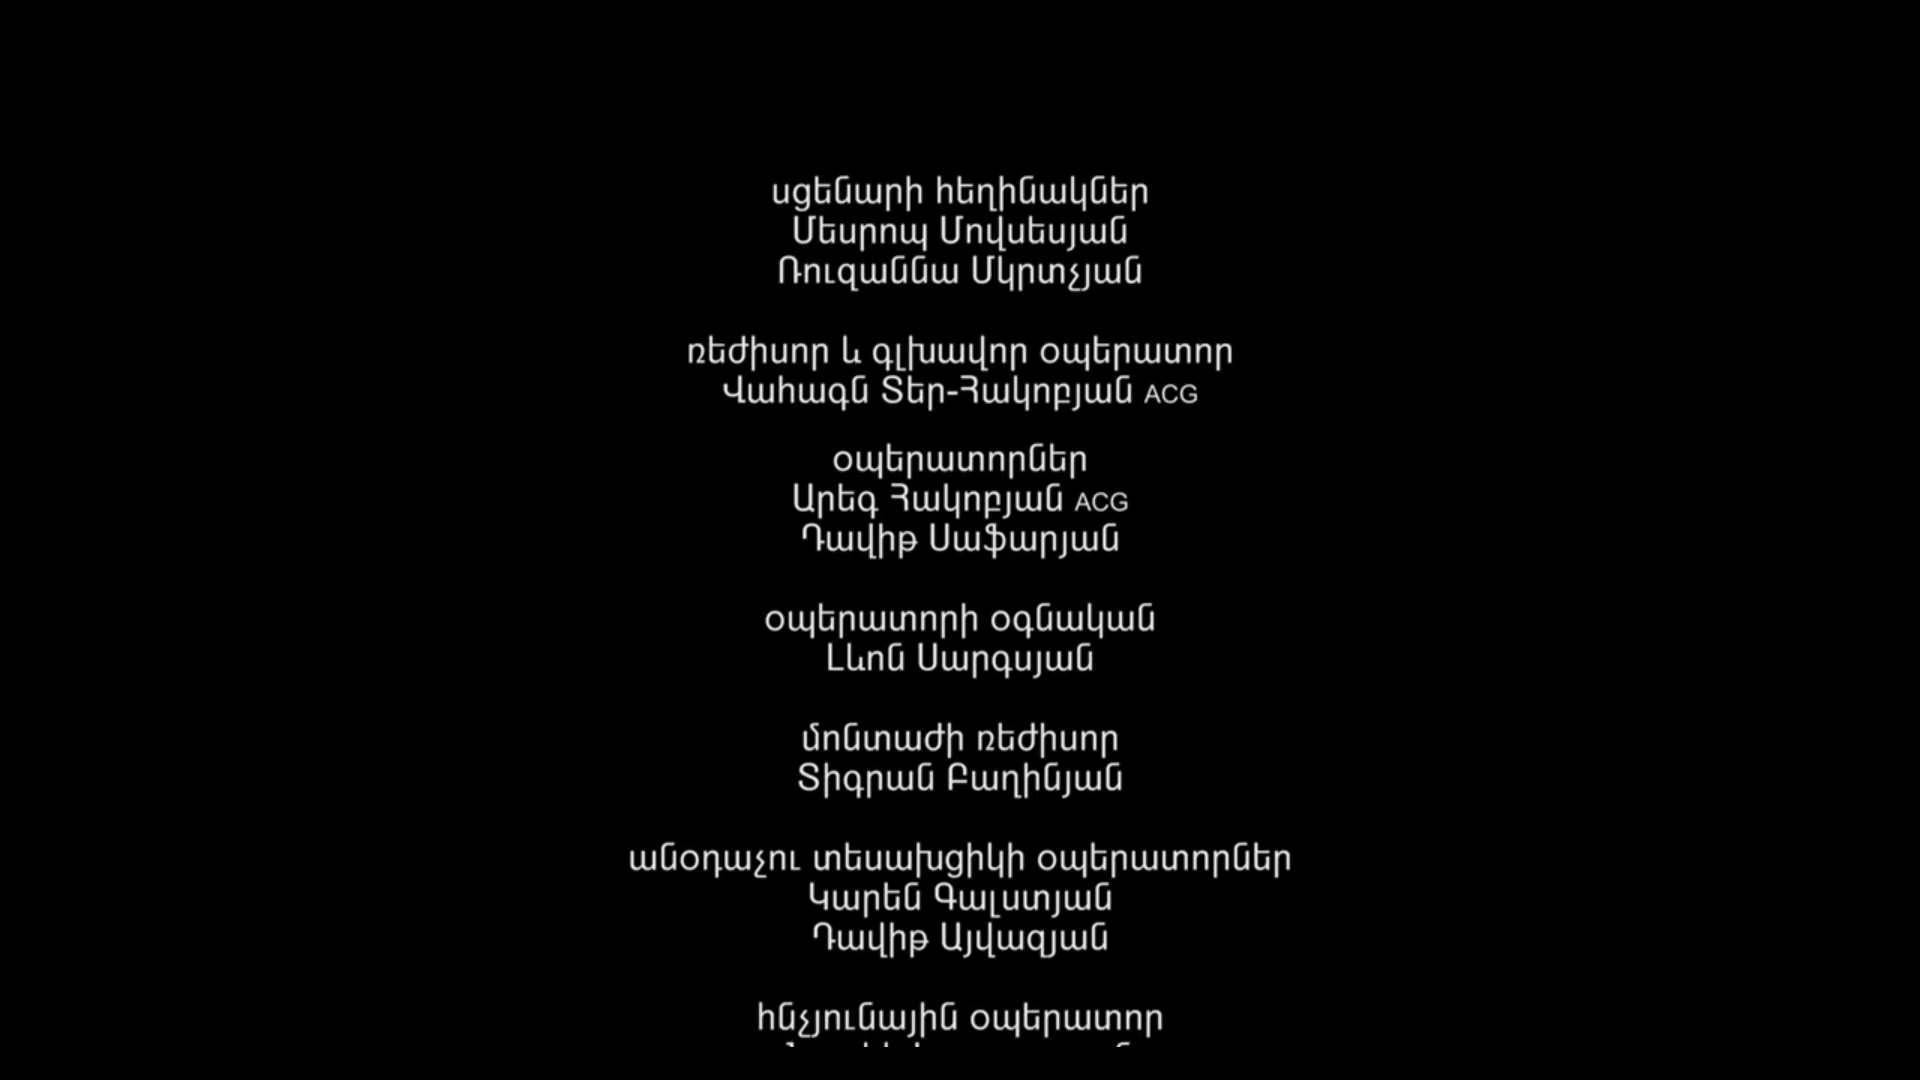 սցենարի հեղինակներ
Մեսրոպ Մովսեսյան
Ռուզաննա Մկրտչյան
ռեժիսոր և գլխավոր օպերատոր
Վահագն Տեր-Հակոբյան ACG
օպերատորներ
Արեգ Հակոբյան ACG
Դավիթ Սաֆարյան
օպերատորի օգնական
Լևոն Սարգսյան
մոնտաժի ռեժիսոր
Տիգրան Բաղինյան
անօդաչու տեսախցիկի օպերատորներ
Կարեն Գալստյան
Դավիթ Այվազյան
հնչյունային օպերատոր